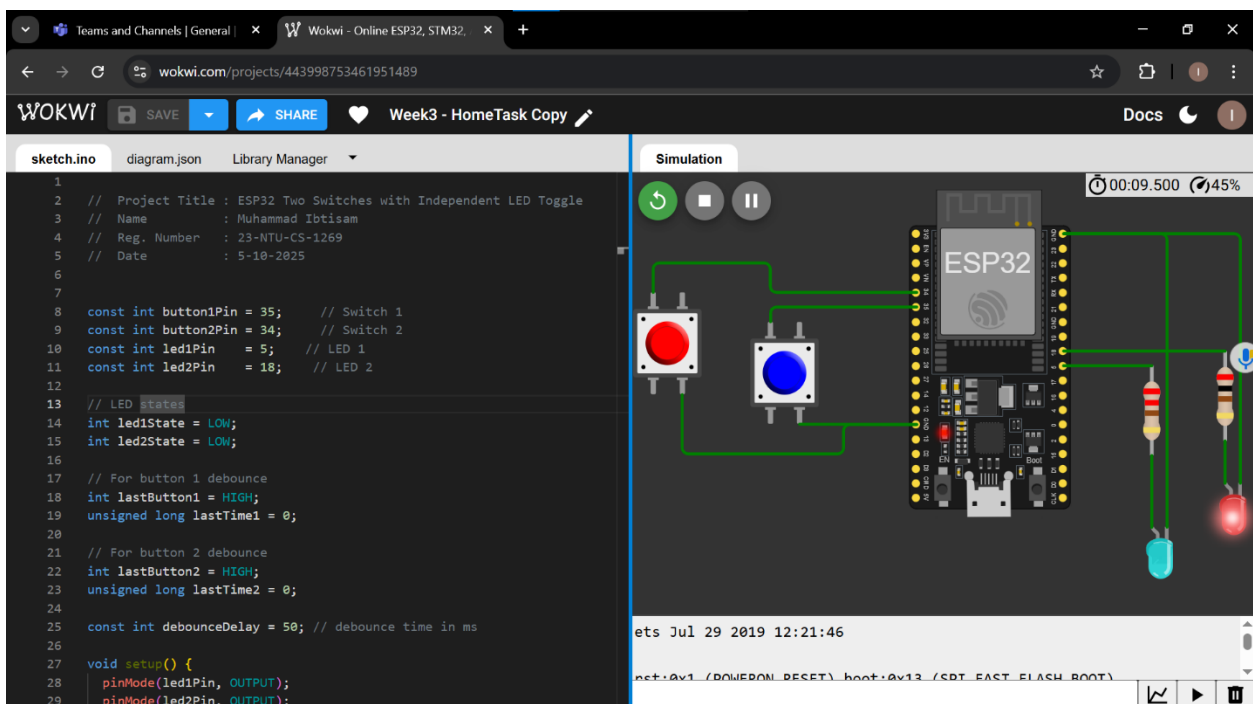 Teams and Channels | General |
Wokwi - Online ESP32, STM32,
wokwi.com/projects/443998753461951489
WOKWI
SAVE
SHARE
Week3 - HomeTask Copy
Docs
I
sketch.ino
diagram.json
Library Manager
1
2 // Project Title : ESP32 Two Switches with Independent LED Toggle
3 // Name : Muhammad Ibtisam
4 // Reg. Number : 23-NTU-CS-1269
5 // Date : 5-10-2025
6
7
8 const int button1Pin = 35; // Switch 1
9 const int button2Pin = 34; // Switch 2
10 const int led1Pin = 5; // LED 1
11 const int led2Pin = 18; // LED 2
12
13 // LED states
14 int led1State = LOW;
15 int led2State = LOW;
16
17 // For button 1 debounce
18 int lastButton1 = HIGH;
19 unsigned long lastTime1 = 0;
20
21 // For button 2 debounce
22 int lastButton2 = HIGH;
23 unsigned long lastTime2 = 0;
24
25 const int debounceDelay = 50; // debounce time in ms
26
27 void setup() {
28 pinMode(led1Pin, OUTPUT);
29 pinMode(led2Pin, OUTPUT);
Simulation
00:09.500
45%
ESP32
EN
Boot
ets Jul 29 2019 12:21:46
rst:0x1 (POWERON_RESET),boot:0x13 (SPI_FAST_FLASH_BOOT)